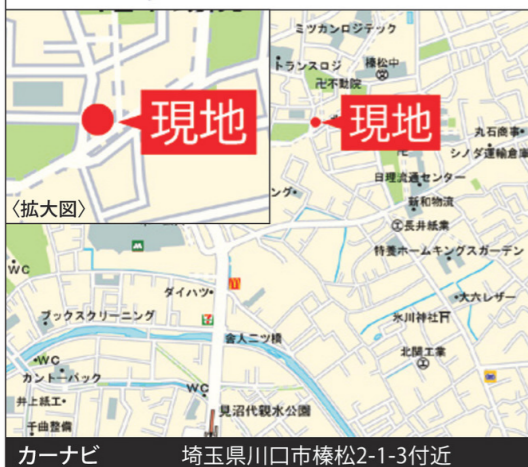 ミツカンロジテック
トランスロジ
榛松中
卍不動院
現地
現地
丸石商事
シノダ運輸倉庫
卍
日理流通センター
ング
新和物流
〈拡大図〉
長井紙業
特養ホームキングスガーデン
WC
ダイハツ
大六レザー
ブックスクリーニング
氷川神社
舎人二ツ橋
北関工業
WC
カントーパック
WC
井上紙工
見沼代親水公園
千曲整備
カーナビ 埼玉県川口市榛松2-1-3付近